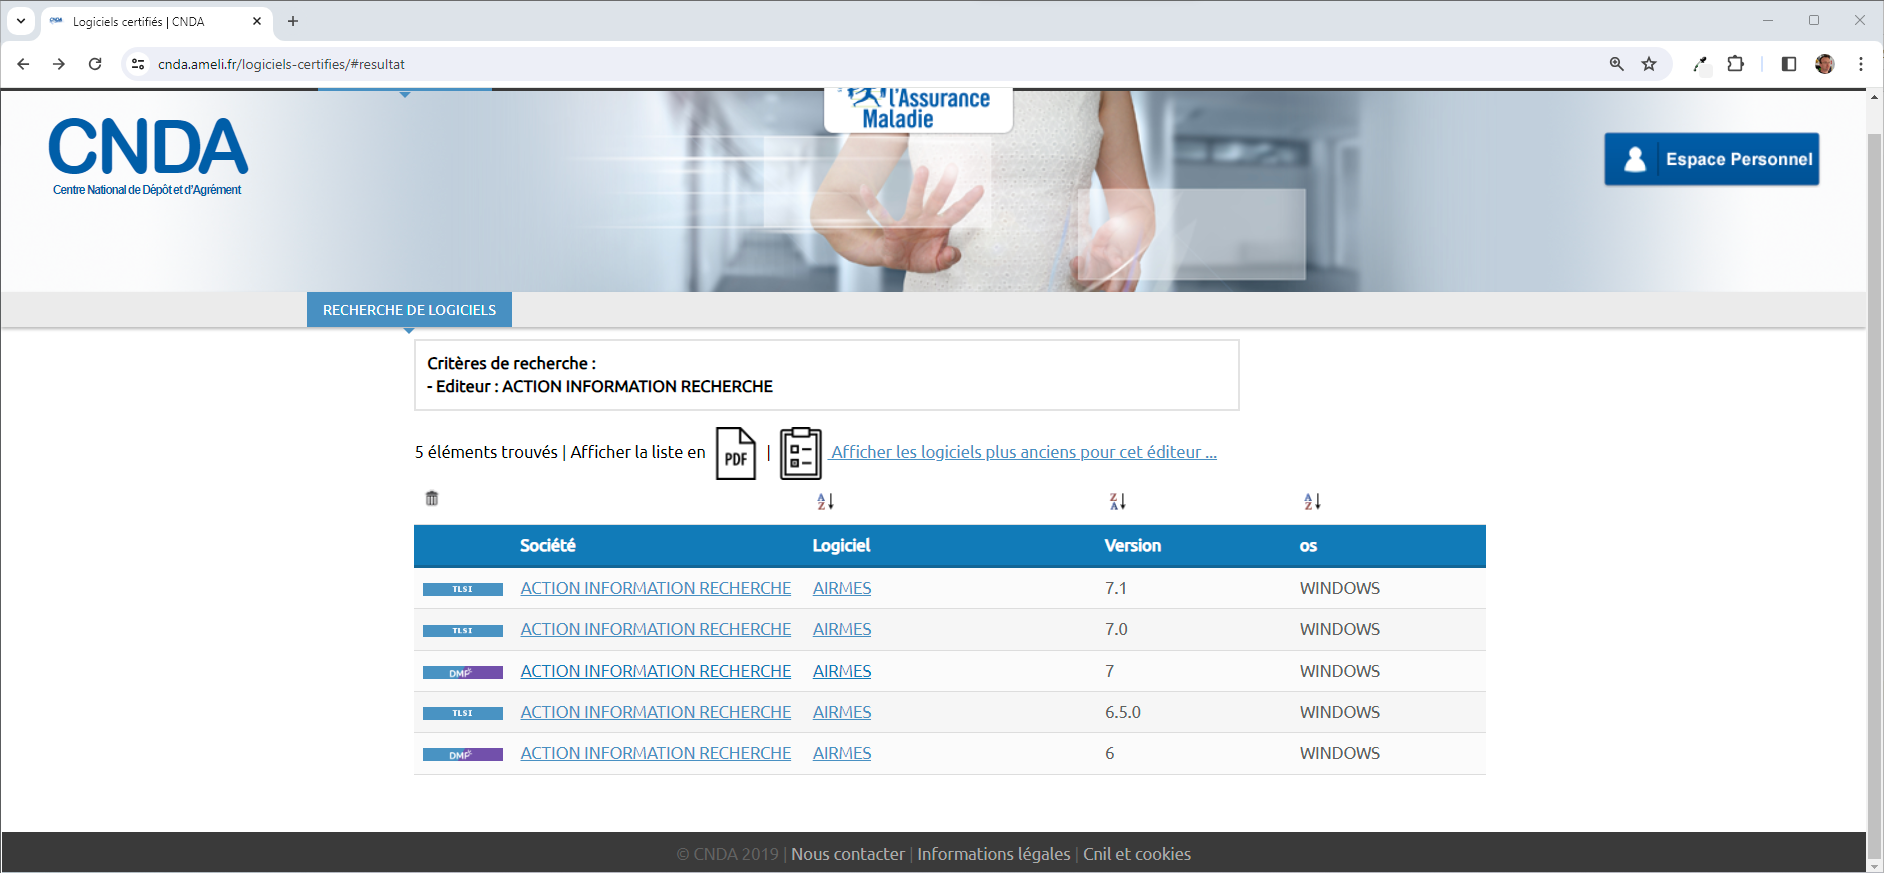 Logiciels certifiés | CNDA
cnda.ameli.fr/logiciels-certifies/#resultat
l'Assurance
Maladie
CNDA
Centre National de Dépôt et d'Agrément
Espace Personnel
RECHERCHE DE LOGICIELS
Critères de recherche :
- Editeur : ACTION INFORMATION RECHERCHE
5 éléments trouvés | Afficher la liste en PDF | Afficher les logiciels plus anciens pour cet éditeur ...
A Z Z A A Z
Société Logiciel Version os
TLSI ACTION INFORMATION RECHERCHE AIRMES 7.1 WINDOWS
TLSI ACTION INFORMATION RECHERCHE AIRMES 7.0 WINDOWS
DMP ACTION INFORMATION RECHERCHE AIRMES 7 WINDOWS
TLSI ACTION INFORMATION RECHERCHE AIRMES 6.5.0 WINDOWS
DMP ACTION INFORMATION RECHERCHE AIRMES 6 WINDOWS
© CNDA 2019 | Nous contacter | Informations légales | Cnil et cookies